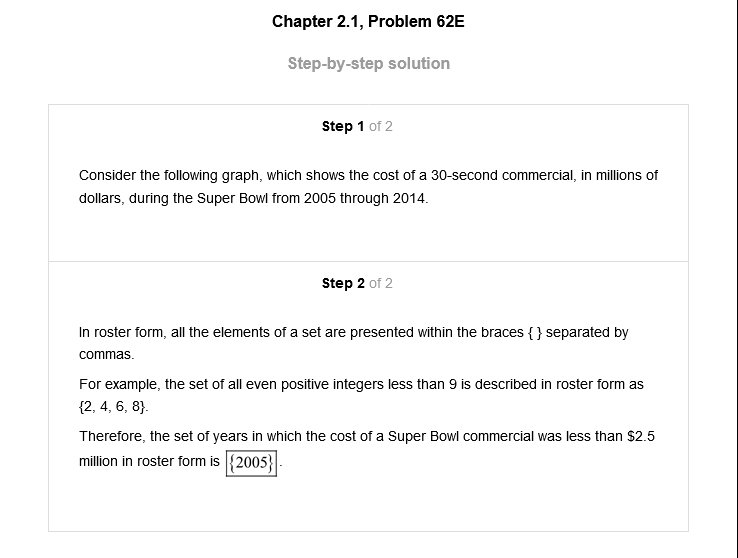 Chapter 2.1, Problem 62E
Step-by-step solution
Step 1 of 2
Consider the following graph, which shows the cost of a 30-second commercial, in millions of
dollars, during the Super Bowl from 2005 through 2014.
Step 2 of 2
In roster form, all the elements of a set are presented within the braces { } separated by
commas.
For example, the set of all even positive integers less than 9 is described in roster form as
{2, 4, 6, 8}.
Therefore, the set of years in which the cost of a Super Bowl commercial was less than $2.5
million in roster form is {2005}.